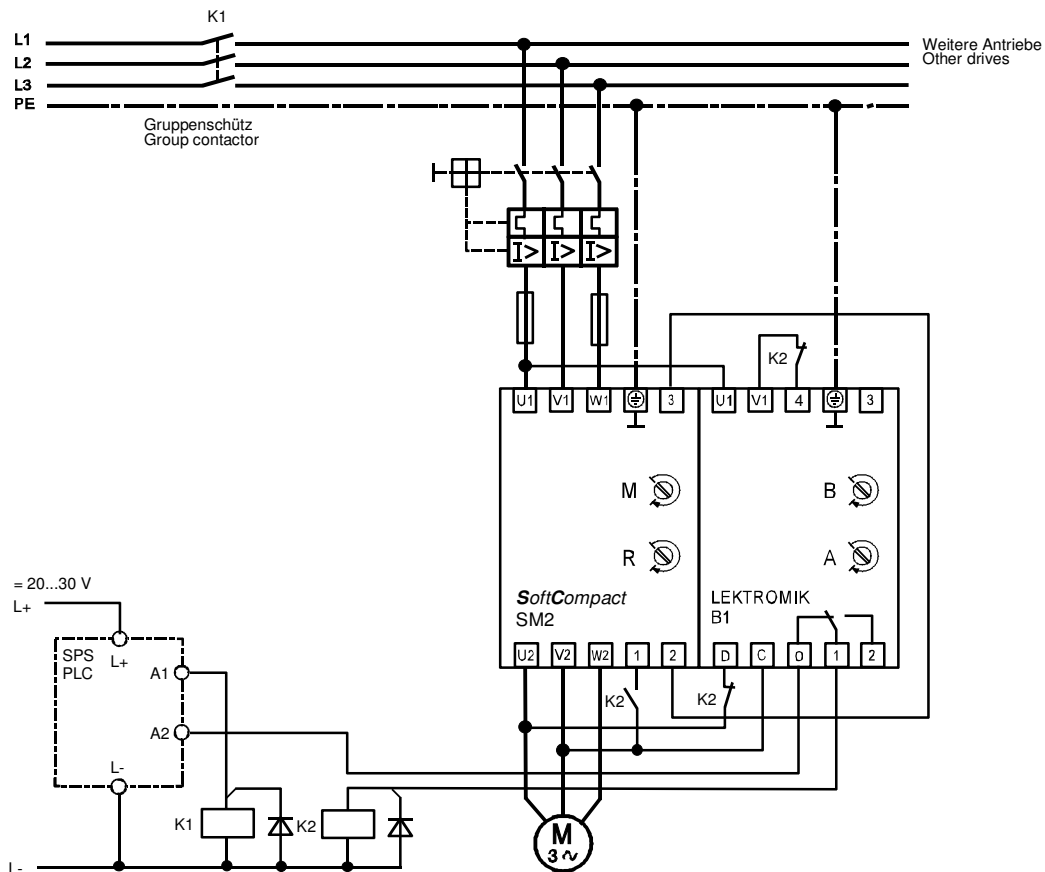 K1
L1
L2
L3
PE
Weitere Antriebe
Other drives
Gruppenschütz
Group contactor
I> I> I>
K2
U1 V1 W1 3 U1 V1 4 3
M B
R A
SoftCompact
SM2
LEKTROMIK
B1
= 20...30 V
L+
SPS
PLC
L+
A1
A2
L-
U2 V2 W2 1 2 D C 0 1 2
K2 K2
K1 K2
M
3 ~
L-